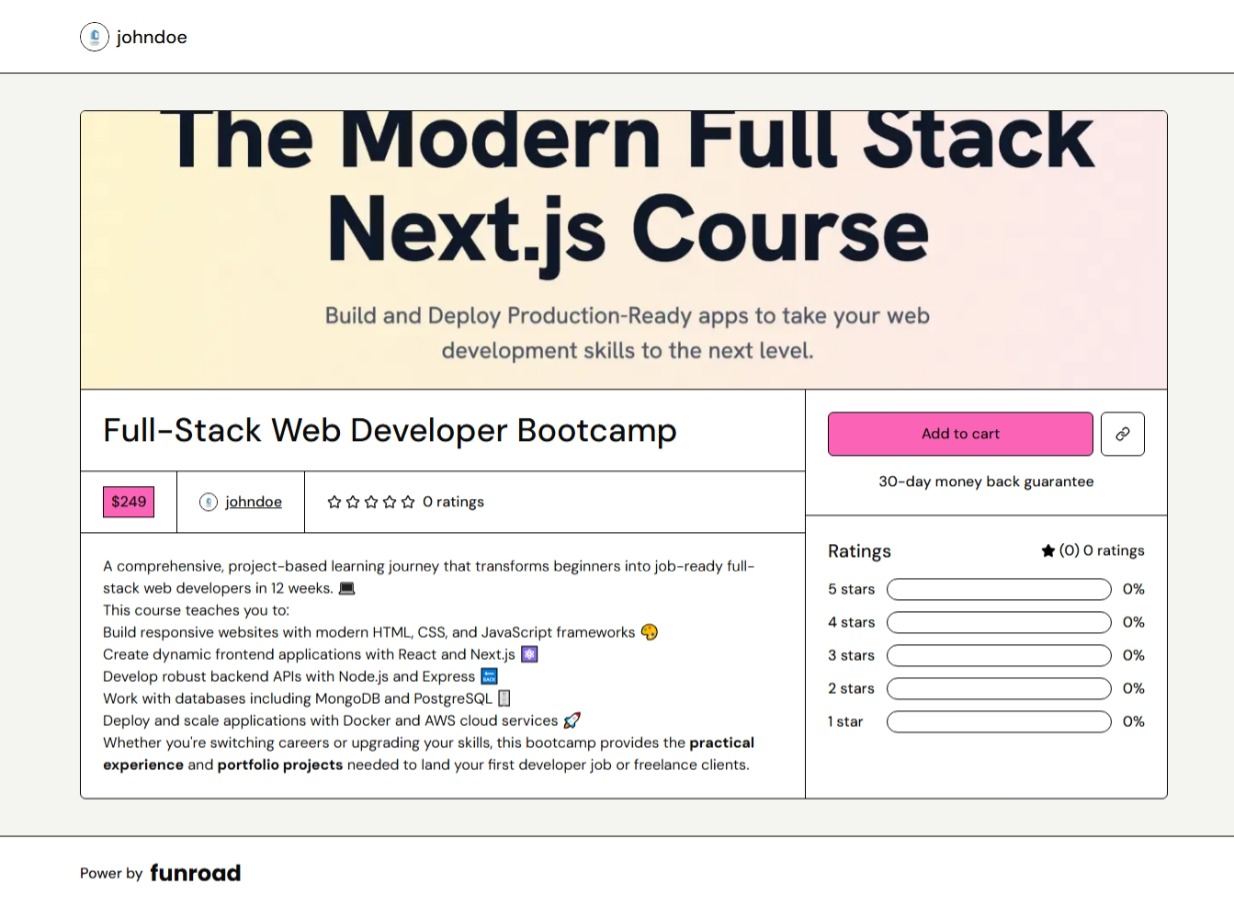 johndoe
The Modern Full Stack
Next.js Course
Build and Deploy Production-Ready apps to take your web
development skills to the next level.
Full-Stack Web Developer Bootcamp
$249
johndoe
0 ratings
A comprehensive, project-based learning journey that transforms beginners into job-ready full-
stack web developers in 12 weeks. 💻
This course teaches you to:
Build responsive websites with modern HTML, CSS, and JavaScript frameworks 🎨
Create dynamic frontend applications with React and Next.js ⚛️
Develop robust backend APIs with Node.js and Express 🔙
Work with databases including MongoDB and PostgreSQL 🗄
Deploy and scale applications with Docker and AWS cloud services 🚀
Whether you're switching careers or upgrading your skills, this bootcamp provides the practical
experience and portfolio projects needed to land your first developer job or freelance clients.
Add to cart
30-day money back guarantee
Ratings
★ (0) 0 ratings
5 stars 0%
4 stars 0%
3 stars 0%
2 stars 0%
1 star 0%
Power by funroad